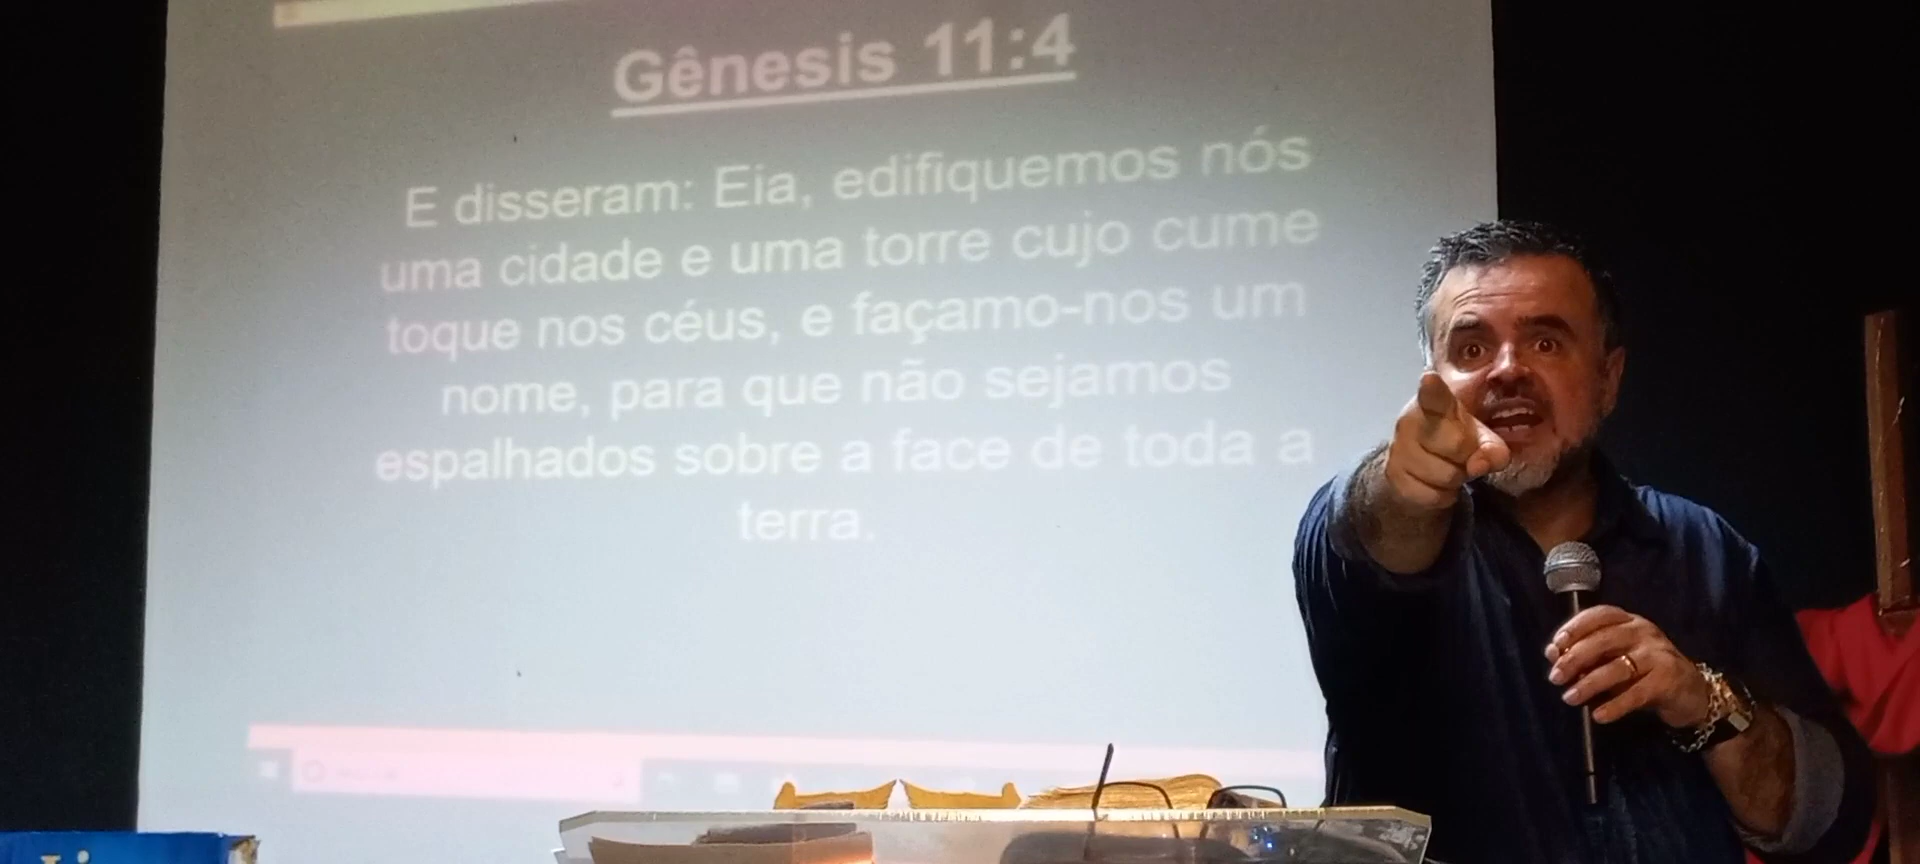 Gênesis 11:4
E disseram: Eia, edifiquemos nós
uma cidade e uma torre cujo cume
toque nos céus, e façamo-nos um
nome, para que não sejamos
espalhados sobre a face de toda a
terra.